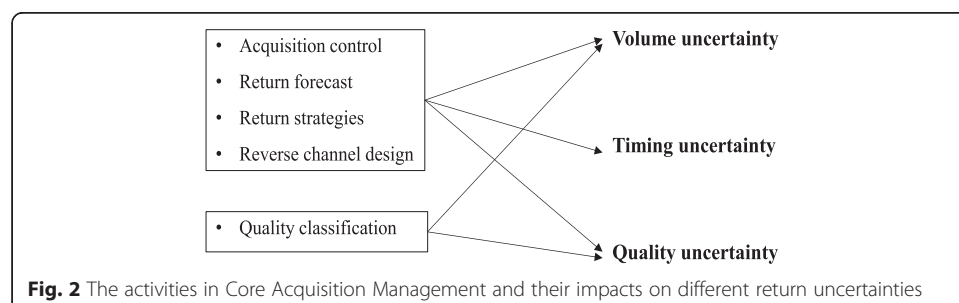 • Acquisition control
• Return forecast
• Return strategies
• Reverse channel design
• Quality classification
Volume uncertainty
Timing uncertainty
Quality uncertainty
Fig. 2 The activities in Core Acquisition Management and their impacts on different return uncertainties